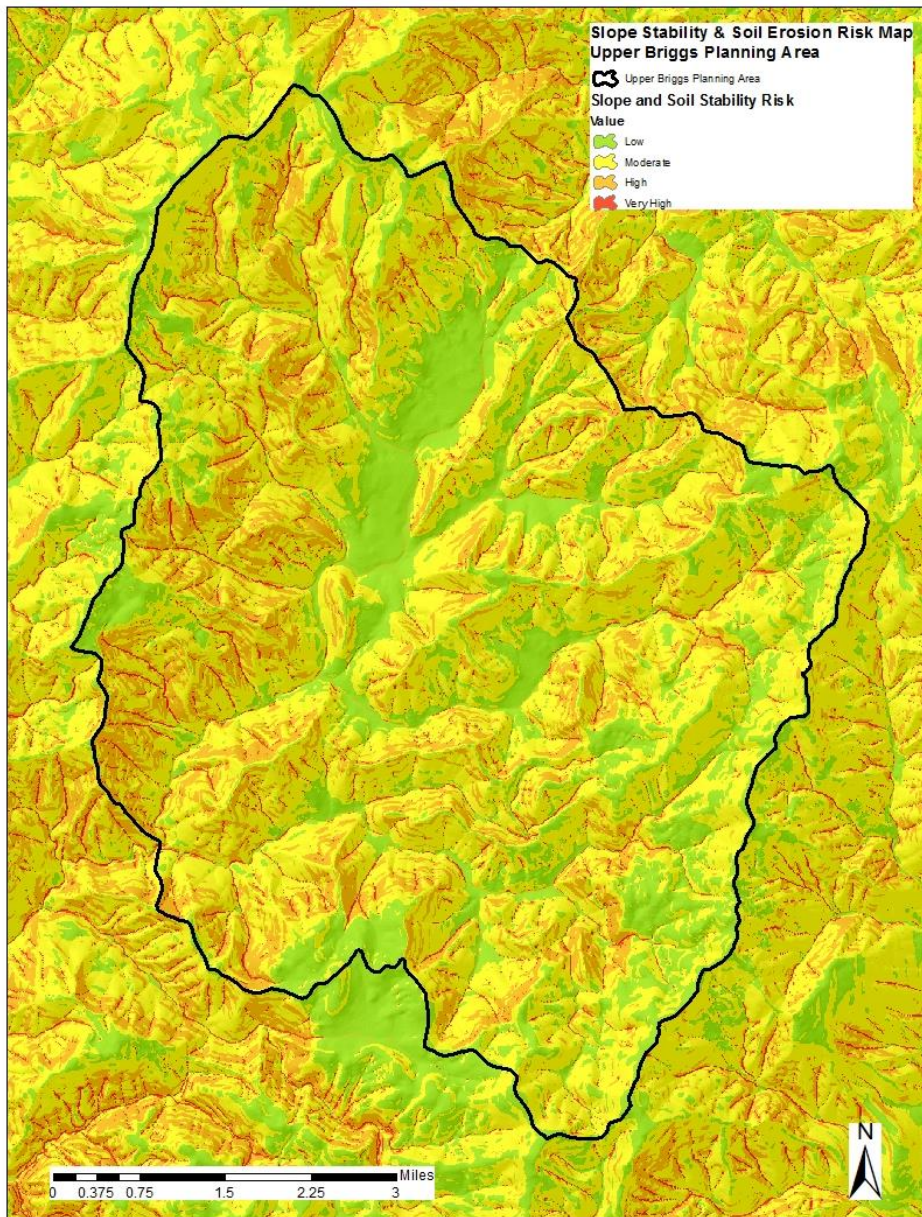 Slope Stability & Soil Erosion Risk Map
Upper Briggs Planning Area
Upper Briggs Planning Area
Slope and Soil Stability Risk
Value
Low
Moderate
High
Very High
N
Miles
0 0.375 0.75 1.5 2.25 3